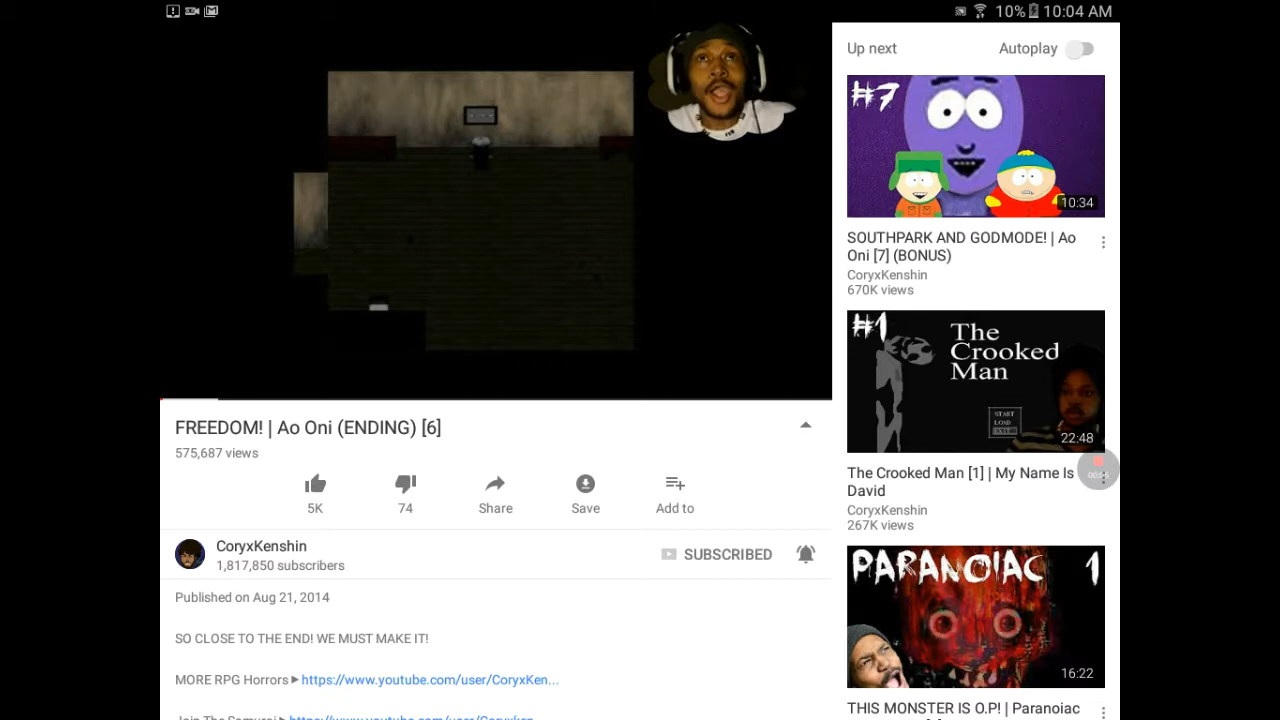 10% 10:04 AM
Up next Autoplay
#7
10:34
SOUTHPARK AND GODMODE! | Ao
Oni [7] (BONUS)
CoryxKenshin
670K views
#1 The
Crooked
Man
START
LOAD
22:48
The Crooked Man [1] | My Name Is
David
CoryxKenshin
267K views
PARANOIAC 1
16:22
THIS MONSTER IS O.P! | Paranoiac
FREEDOM! | Ao Oni (ENDING) [6]
575,687 views
5K 74 Share Save Add to
CoryxKenshin
1,817,850 subscribers
SUBSCRIBED
Published on Aug 21, 2014
SO CLOSE TO THE END! WE MUST MAKE IT!
MORE RPG Horrors ▶ https://www.youtube.com/user/CoryxKen...